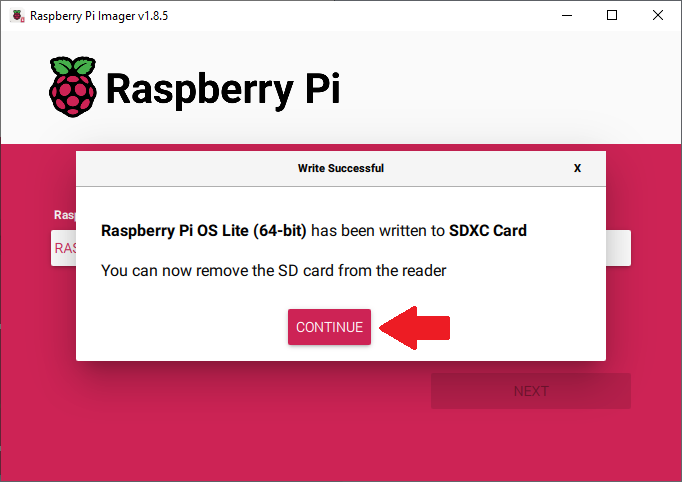 Raspberry Pi Imager v1.8.5
Raspberry Pi
Write Successful X
Rasp
Raspberry Pi OS Lite (64-bit) has been written to SDXC Card
RAS
You can now remove the SD card from the reader
CONTINUE
NEXT